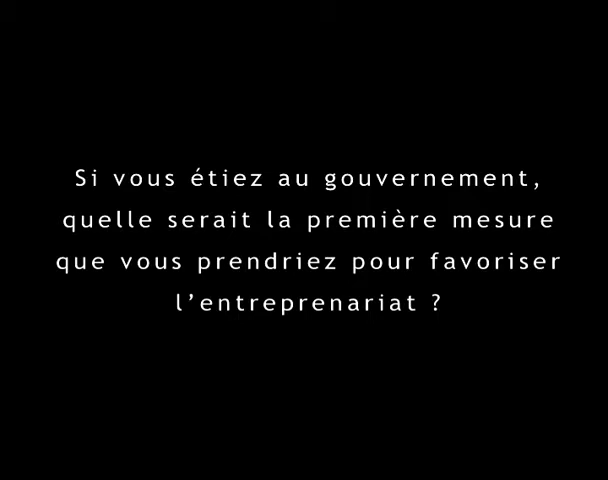 Si vous étiez au gouvernement,
quelle serait la première mesure
que vous prendriez pour favoriser
l’entreprenariat ?